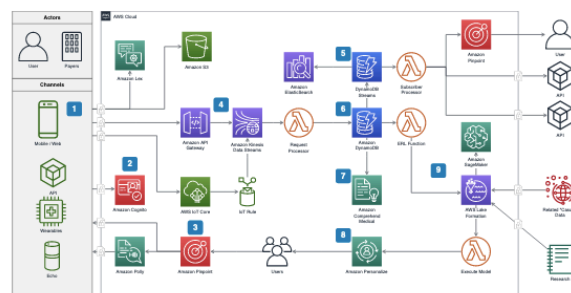 Actors
AWS Cloud
User
Payers
Channels
1
Mobile / Web
API
Wearable
Echo
Amazon Lex
Amazon S3
4
Amazon API
Gateway
Amazon Kinesis
Data Streams
Request
Processor
2
Amazon Cognito
AWS IoT Core
IoT Rule
3
Amazon Polly
Amazon Pinpoint
Users
Amazon
ElasticSearch
5
DynamoDB
Streams
Subscriber
Processor
6
Amazon
DynamoDB
ERL Function
7
Amazon
Comprehend
Medical
8
Amazon Personalize
Amazon
Pinpoint
Amazon
SageMaker
9
AWS Lake
Formation
Execute Model
User
API
API
Data
Research